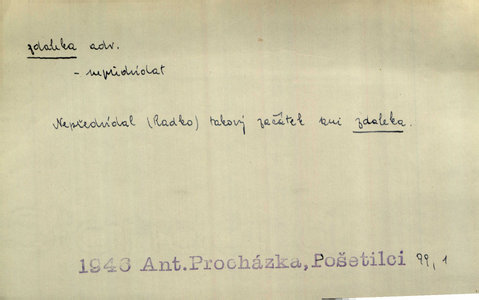 zdaleka adv.
- nepředvídat
Nepředvídal (Radko) takový začátek ani zdaleka.
1946 Ant.Procházka,Pošetilci 99,1